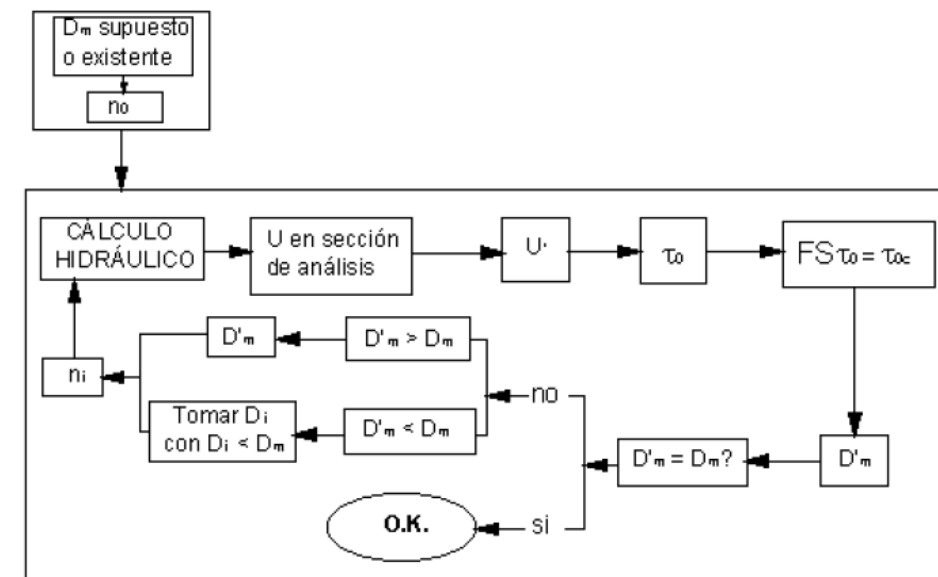 Dm supuesto
o existente
no
CÁLCULO
HIDRÁULICO
U en sección
de análisis
U*
τo
FS τo = τoc
D'm
D'm > Dm
ni
no
Tomar Di
con Di < Dm
D'm < Dm
D'm = Dm?
D'm
O.K.
si